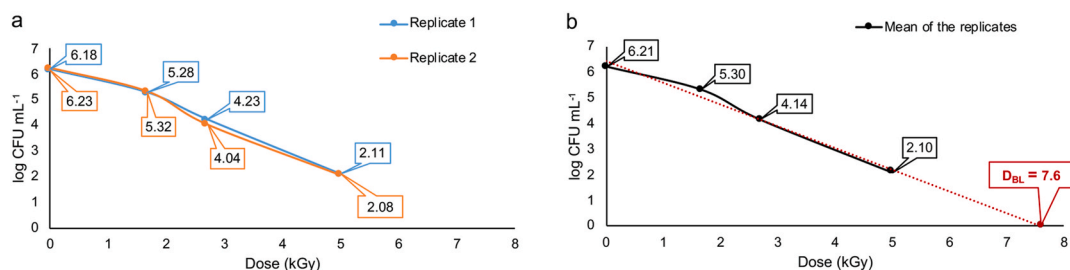 a
Replicate 1
Replicate 2
log CFU mL⁻¹
7
6
5
4
3
2
1
0
6.18
5.28
4.23
2.11
6.23
5.32
4.04
2.08
0 1 2 3 4 5 6 7 8
Dose (kGy)
b
Mean of the replicates
log CFU mL⁻¹
7
6
5
4
3
2
1
0
6.21
5.30
4.14
2.10
D_BL = 7.6
0 1 2 3 4 5 6 7 8
Dose (kGy)